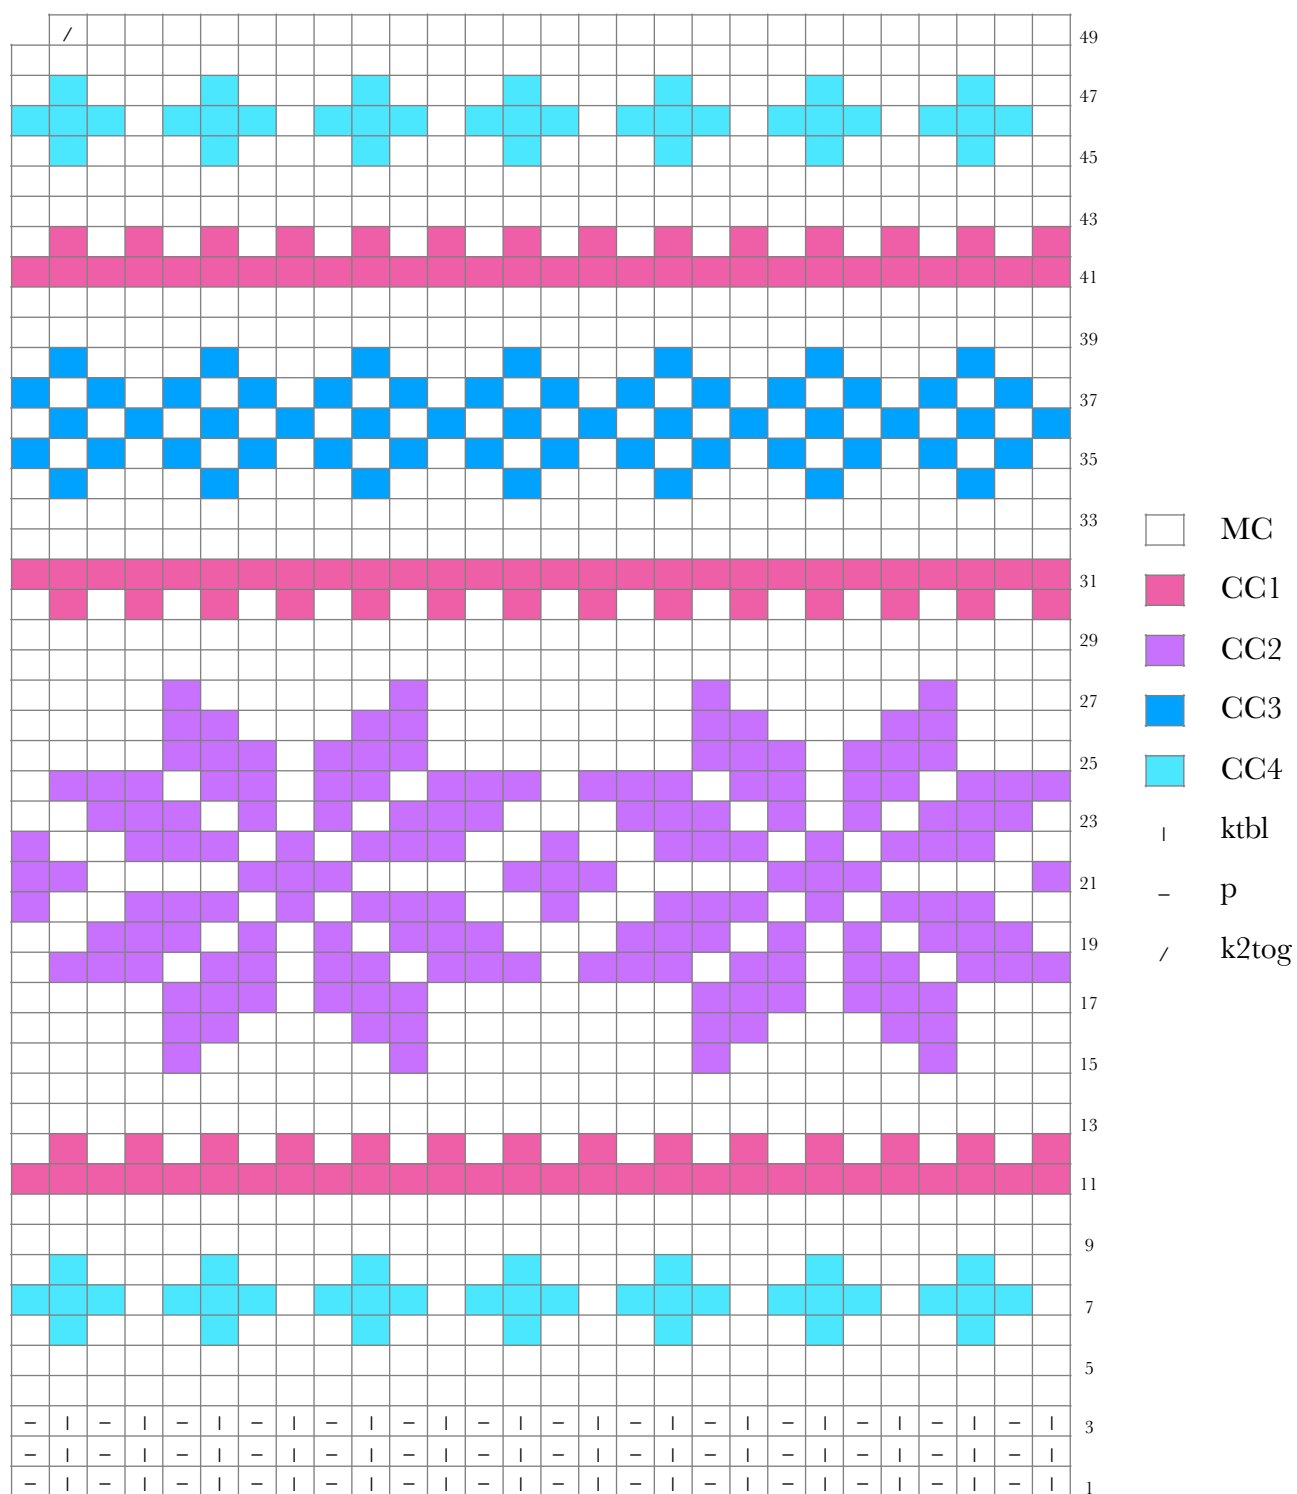 / 49
47
45
43
41
39
37
35
33
31
29
27
25
23
21
19
17
15
13
11
9
7
5
– | – | – | – | – | – | – | – | – | – | – | – | – | – | 3
– | – | – | – | – | – | – | – | – | – | – | – | – | – |
– | – | – | – | – | – | – | – | – | – | – | – | – | – | 1
MC
CC1
CC2
CC3
CC4
| ktbl
– p
/ k2tog